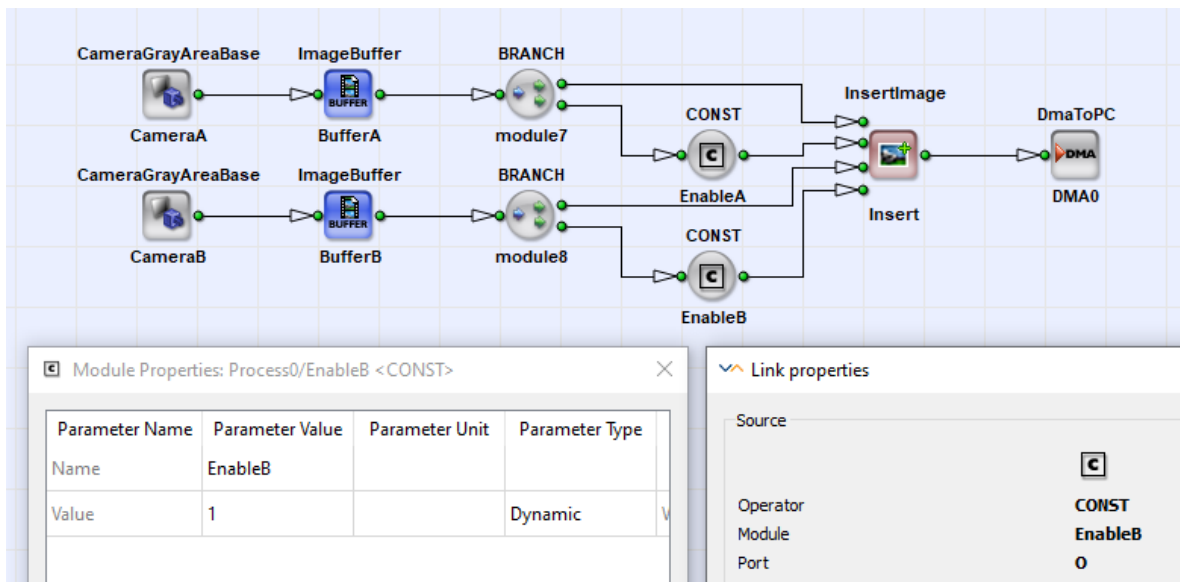 CameraGrayAreaBase ImageBuffer BRANCH
InsertImage
BUFFER
CONST
DmaToPC
CameraA BufferA module7
C
DMA
CameraGrayAreaBase ImageBuffer BRANCH
EnableA
DMA0
Insert
BUFFER
CONST
CameraB BufferB module8
C
EnableB
C Module Properties: Process0/EnableB <CONST>
Link properties
Parameter Name Parameter Value Parameter Unit Parameter Type
Source
Name EnableB
C
Value 1 Dynamic
Operator CONST
Module EnableB
Port O